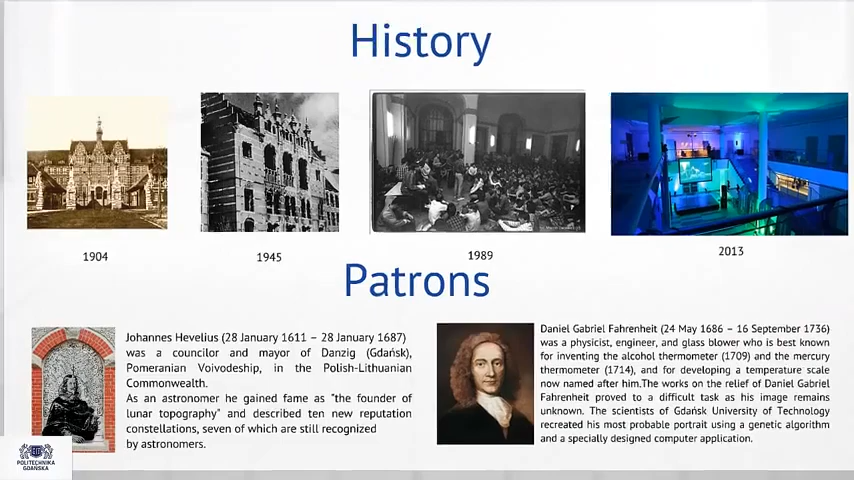 History
1904
1945
1989
2013
Patrons
Johannes Hevelius (28 January 1611 – 28 January 1687)
was a councilor and mayor of Danzig (Gdańsk),
Pomeranian Voivodeship, in the Polish-Lithuanian
Commonwealth.
As an astronomer he gained fame as "the founder of
lunar topography" and described ten new reputation
constellations, seven of which are still recognized
by astronomers.
Daniel Gabriel Fahrenheit (24 May 1686 – 16 September 1736)
was a physicist, engineer, and glass blower who is best known
for inventing the alcohol thermometer (1709) and the mercury
thermometer (1714), and for developing a temperature scale
now named after him.The works on the relief of Daniel Gabriel
Fahrenheit proved to a difficult task as his image remains
unknown. The scientists of Gdańsk University of Technology
recreated his most probable portrait using a genetic algorithm
and a specially designed computer application.
POLITECHNIKA
GDAŃSKA